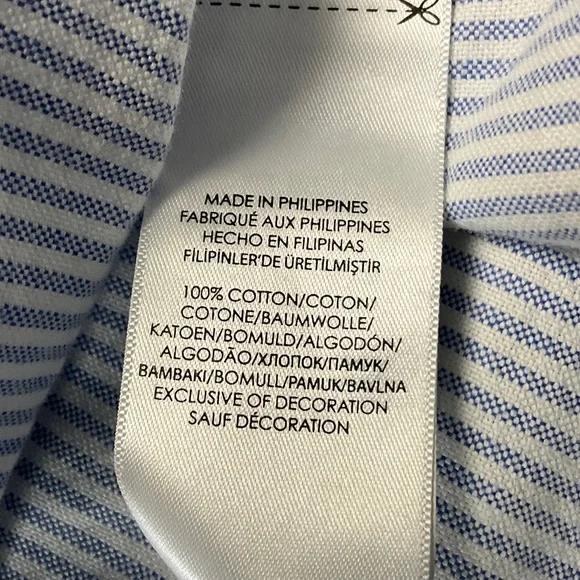 MADE IN PHILIPPINES
FABRIQUÉ AUX PHILIPPINES
HECHO EN FILIPINAS
FİLİPİNLER'DE ÜRETİLMİŞTİR
100% COTTON/COTON/
COTONE/BAUMWOLLE/
KATOEN/BOMULD/ALGODÓN/
ALGODÃO/ХЛОПОК/ПАМУК/
BAMBAKI/BOMULL/PAMUK/BAVLNA
EXCLUSIVE OF DECORATION
SAUF DÉCORATION